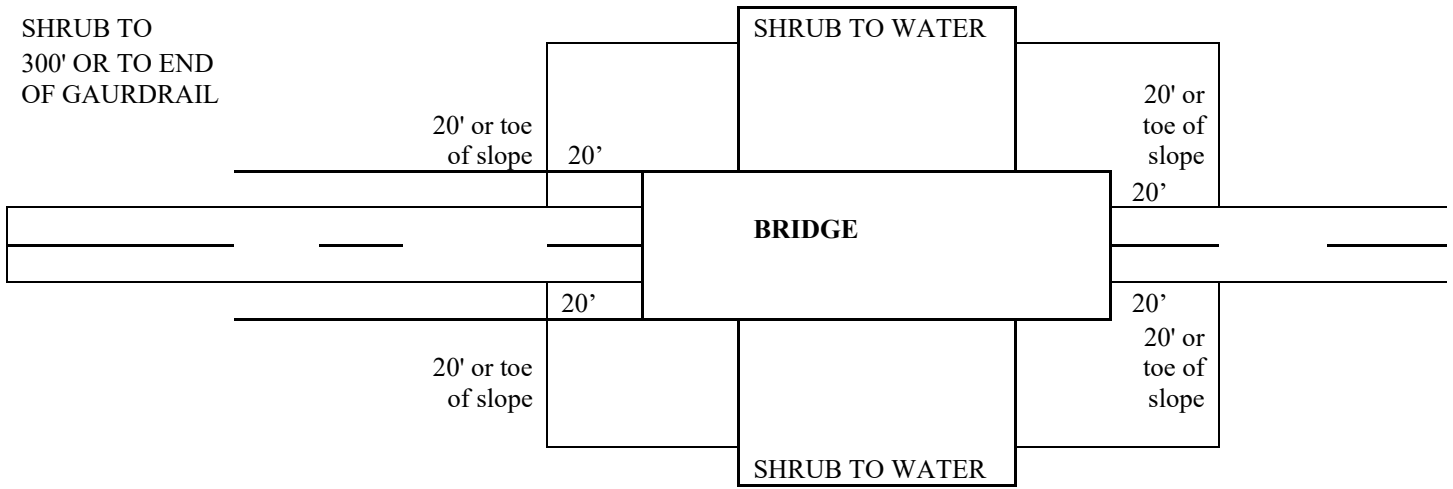 SHRUB TO
300' OR TO END
OF GAURDRAIL
SHRUB TO WATER
20' or toe
of slope
20’
20' or
toe of
slope
20’
BRIDGE
20’
20’
20' or toe
of slope
20' or
toe of
slope
SHRUB TO WATER